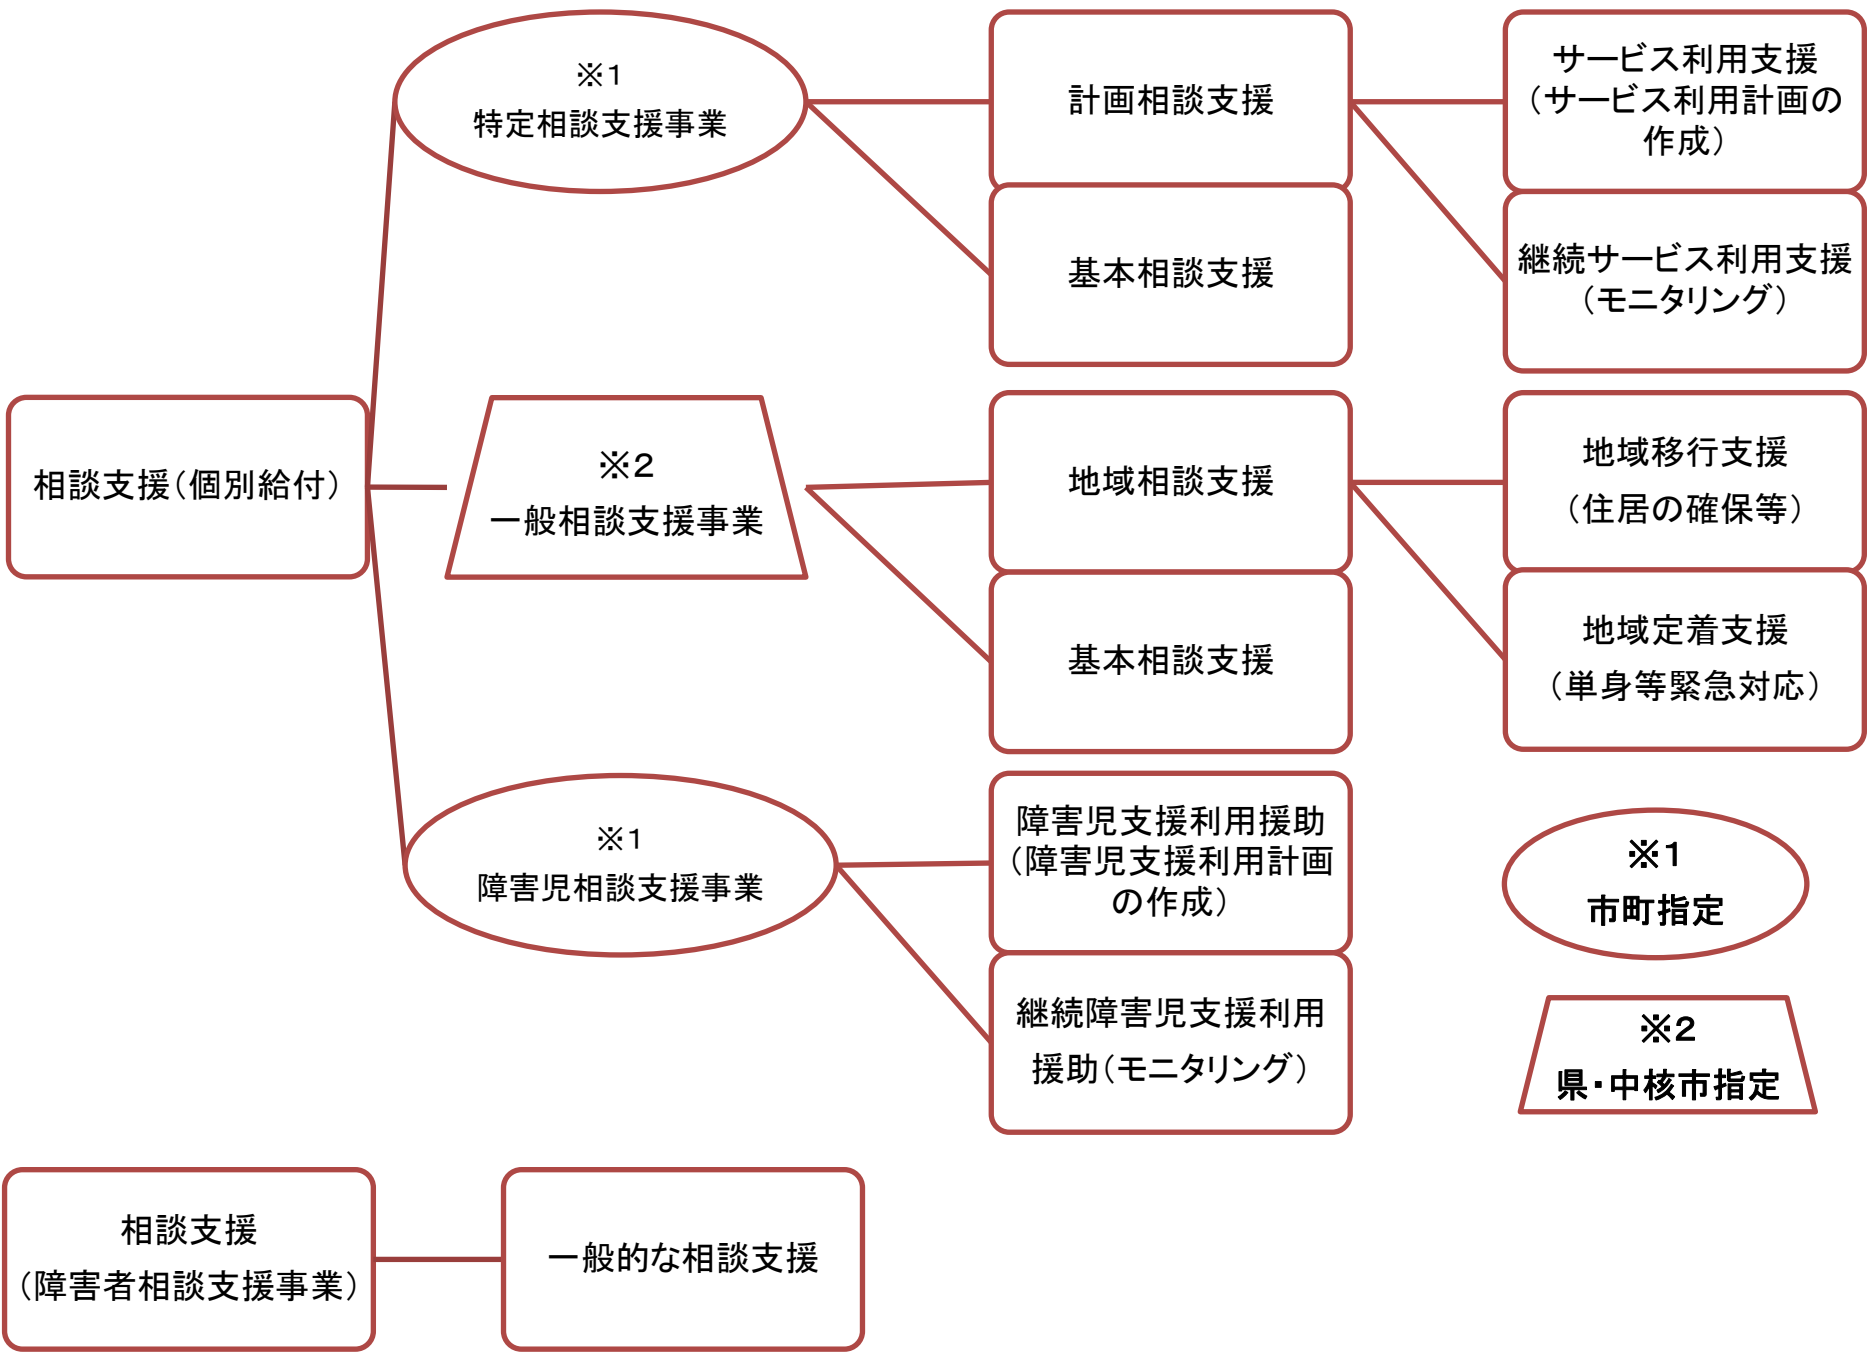 ※1
特定相談支援事業
計画相談支援
サービス利用支援
（サービス利用計画の
作成）
基本相談支援
継続サービス利用支援
（モニタリング）
相談支援（個別給付）
※2
一般相談支援事業
地域相談支援
地域移行支援
（住居の確保等）
基本相談支援
地域定着支援
（単身等緊急対応）
※1
障害児相談支援事業
障害児支援利用援助
（障害児支援利用計画
の作成）
継続障害児支援利用
援助（モニタリング）
※1
市町指定
※2
県・中核市指定
相談支援
（障害者相談支援事業）
一般的な相談支援